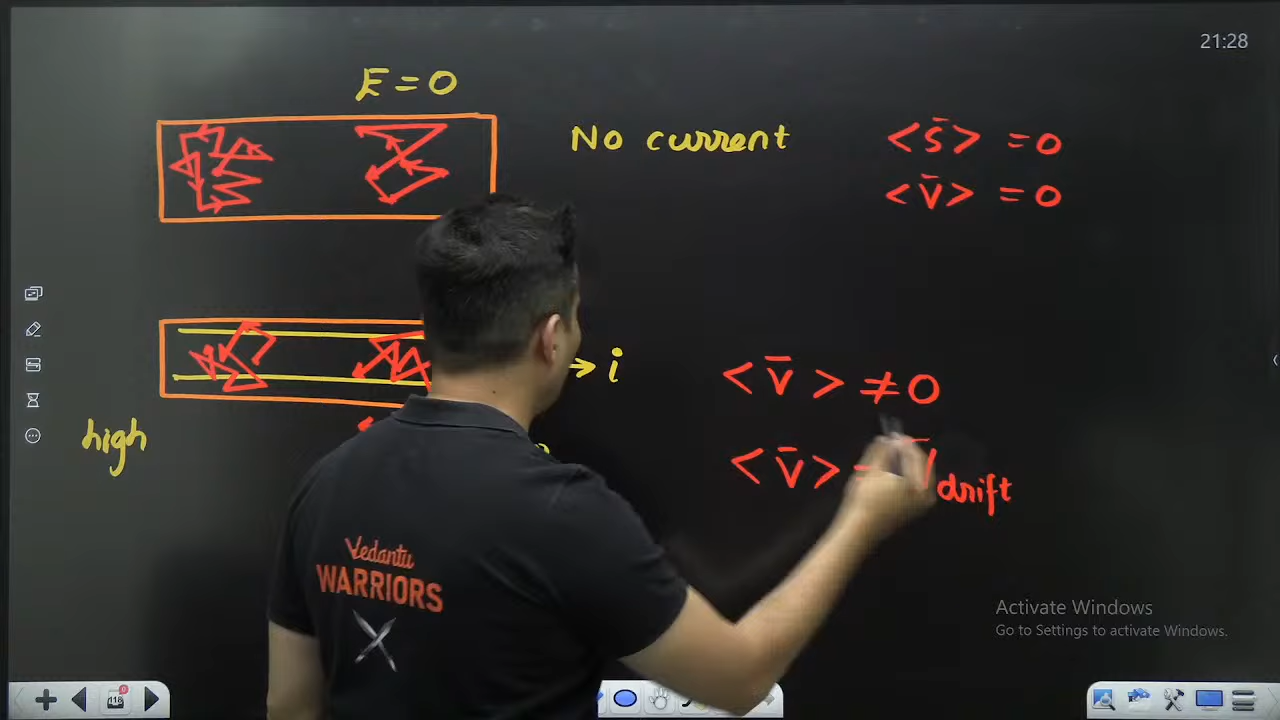 21:28
E = 0
No current
<s̄> = 0
<v̄> = 0
→ i
<v̄> ≠ 0
high
<v̄>
drift
Vedantu
WARRIORS
X
Activate Windows
Go to Settings to activate Windows.
118